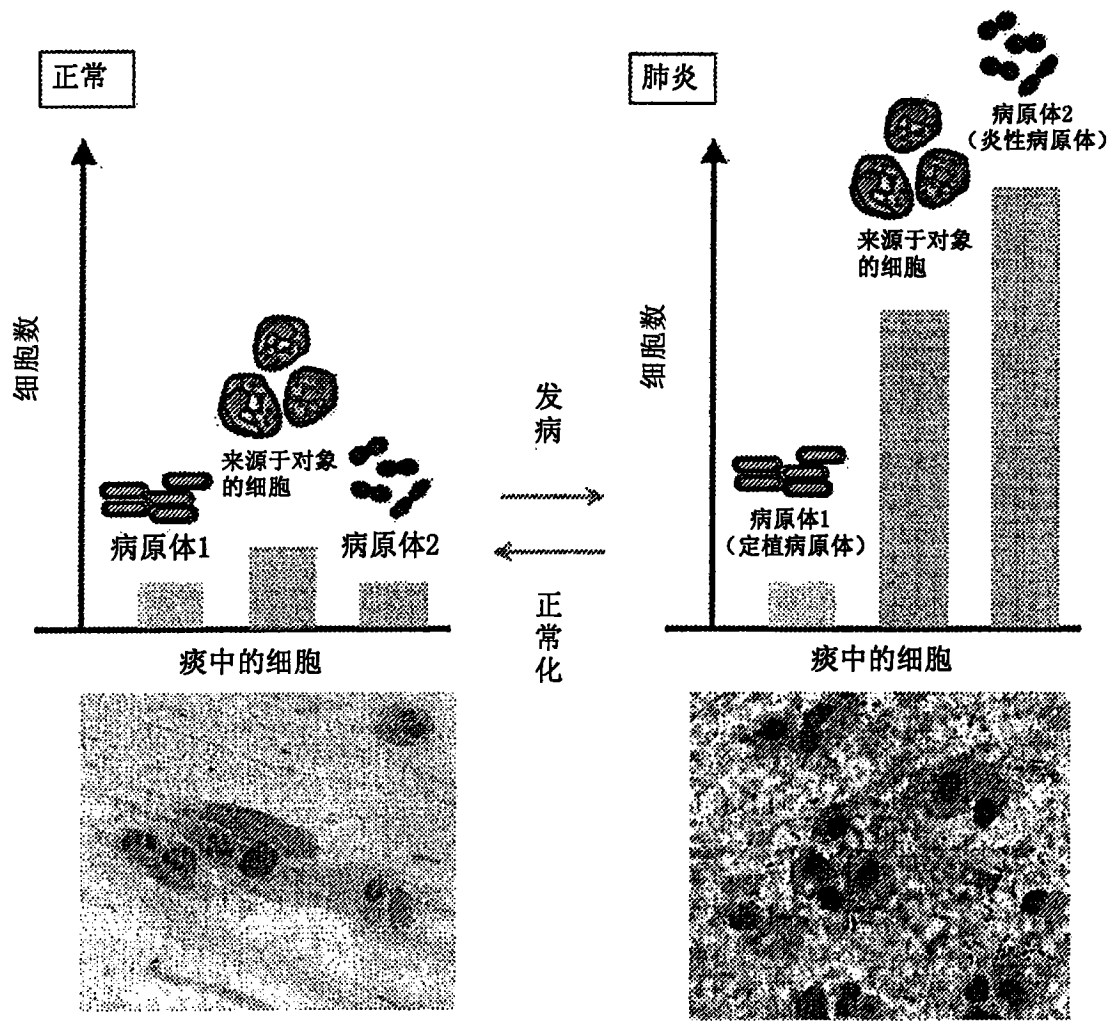 正常
细胞数
来源于对象
的细胞
病原体1
病原体2
痰中的细胞
发病
正常化
肺炎
细胞数
病原体2
（炎性病原体）
来源于对象
的细胞
病原体1
（定植病原体）
痰中的细胞